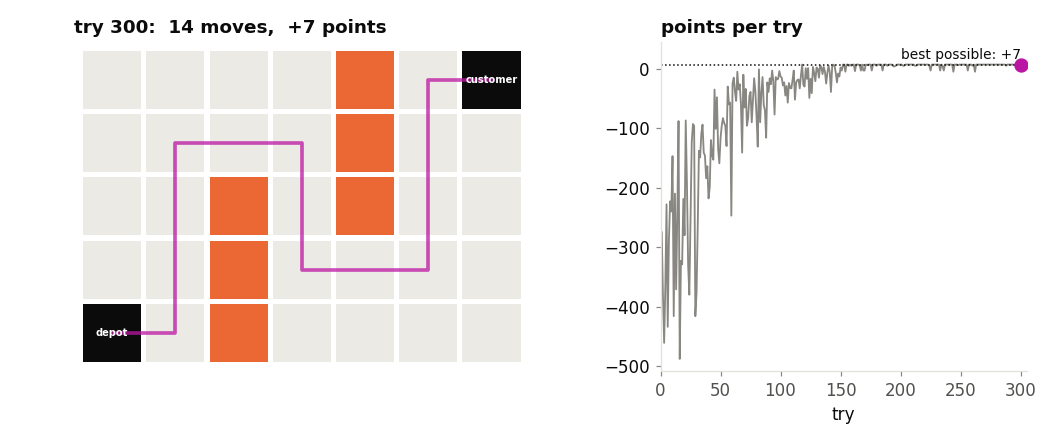 try 300:  14 moves,  +7 points
customer
depot
points per try
best possible: +7
0
−100
−200
−300
−400
−500
0
50
100
150
200
250
300
try